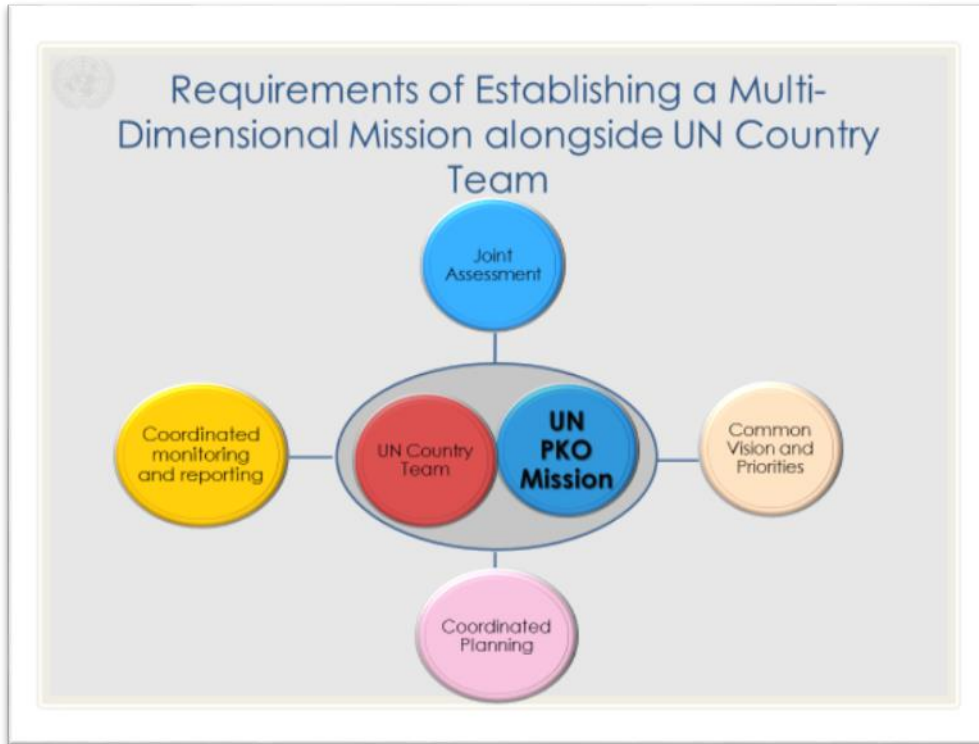 Requirements of Establishing a Multi-
Dimensional Mission alongside UN Country
Team
Joint
Assessment
Coordinated
monitoring
and reporting
UN Country
Team
UN
PKO
Mission
Common
Vision and
Priorities
Coordinated
Planning